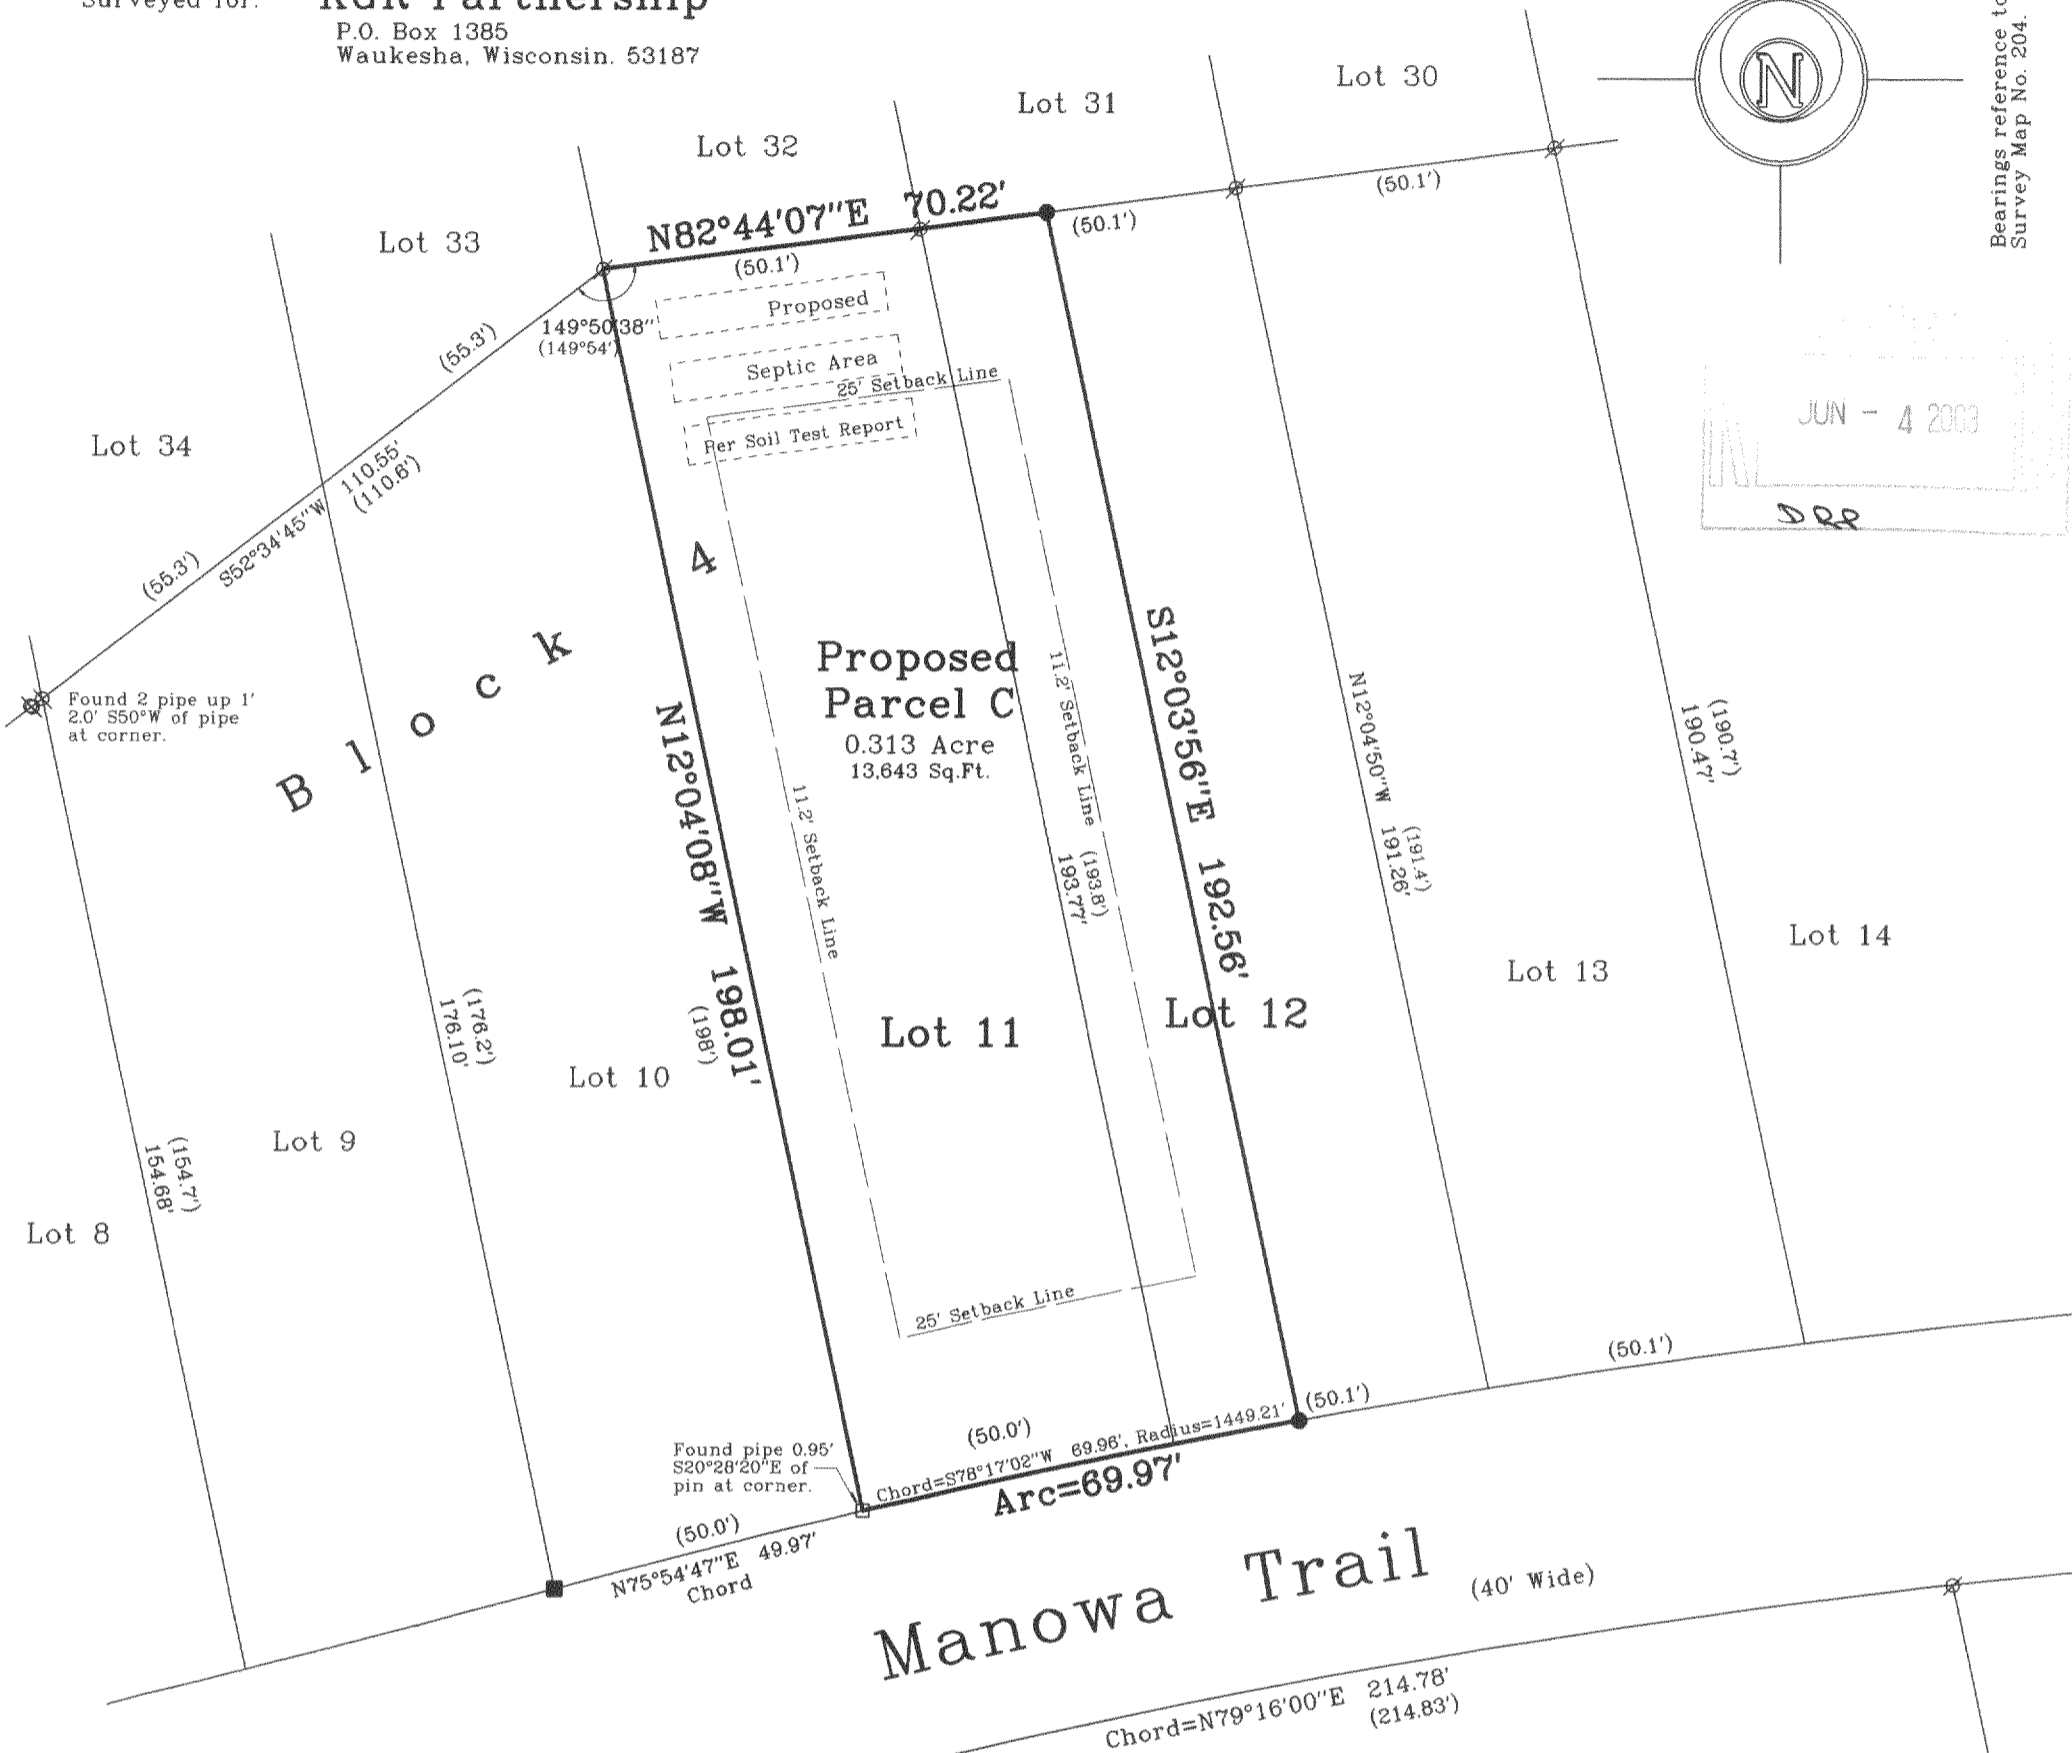 Surveyed for: RGR Partnership
P.O. Box 1385
Waukesha, Wisconsin. 53187
Bearings reference to
Survey Map No. 204.
N
Lot 30
Lot 31
Lot 32
Lot 33
Lot 34
N82°44'07"E 70.22'
(50.1')
(50.1')
(50.1')
149°50'38"
(149°54')
Proposed
Septic Area
25' Setback Line
Per Soil Test Report
JUN - 4 2003
DRR
(55.3')
110.55'
(110.6')
S52°34'45"W
(55.3')
Found 2 pipe up 1'
2.0' S50°W of pipe
at corner.
Block 4
Proposed
Parcel C
0.313 Acre
13,643 Sq.Ft.
N12°04'08"W 198.01'
(198')
11.2' Setback Line
11.2' Setback Line
(193.8')
193.77'
S12°03'56"E 192.56'
N12°04'50"W
(191.4')
191.26'
(190.7')
190.47'
Lot 14
Lot 13
Lot 12
Lot 11
Lot 10
(176.2')
176.10'
Lot 9
(154.7')
154.68'
Lot 8
25' Setback Line
(50.1')
(50.1')
(50.0')
Chord=S78°17'02"W 69.96', Radius=1449.21'
Arc=69.97'
Found pipe 0.95'
S20°28'20"E of
pin at corner.
(50.0')
N75°54'47"E 49.97'
Chord
Manowa Trail (40' Wide)
Chord=N79°16'00"E 214.78'
(214.83')